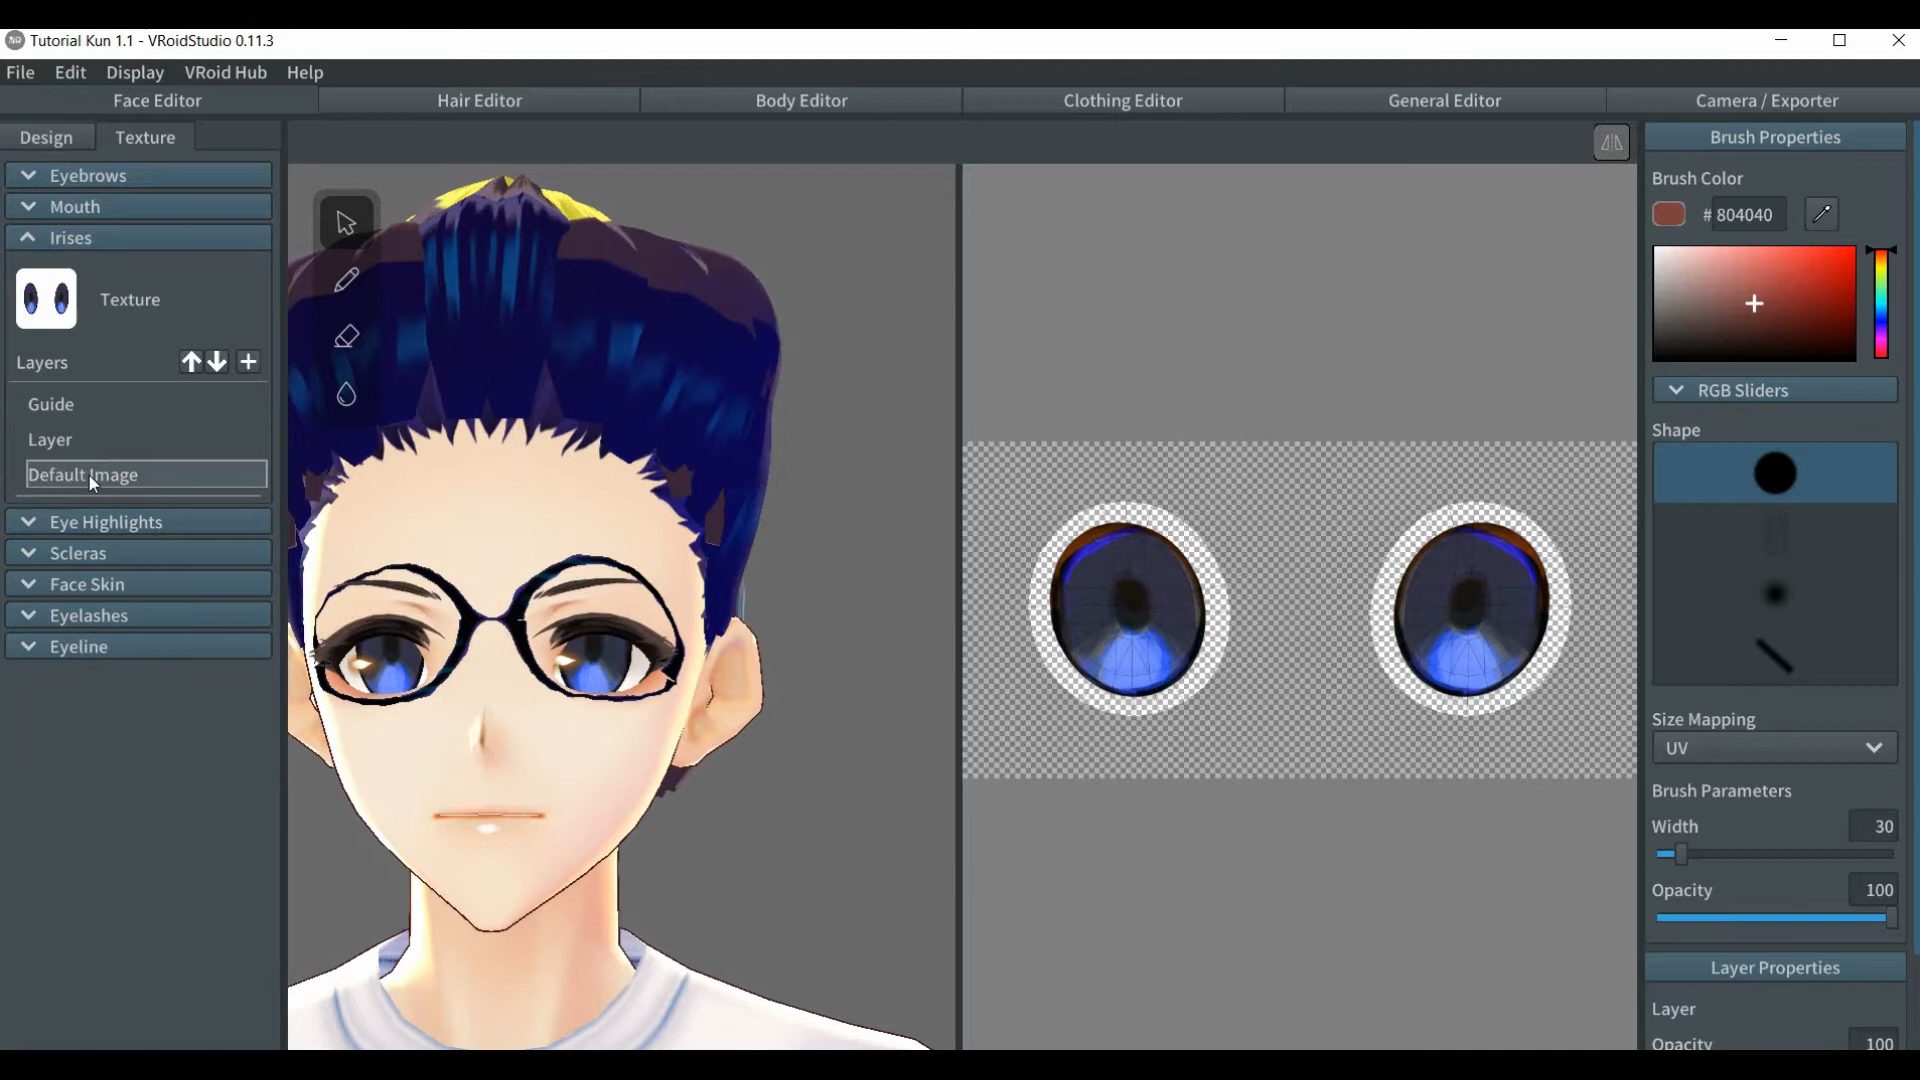 Tutorial Kun 1.1 - VRoidStudio 0.11.3
File Edit Display VRoid Hub Help
Face Editor Hair Editor Body Editor Clothing Editor General Editor Camera / Exporter
Design Texture
Eyebrows
Mouth
Irises
Texture
Layers
Guide
Layer
Default Image
Eye Highlights
Scleras
Face Skin
Eyelashes
Eyeline
Brush Properties
Brush Color
# 804040
RGB Sliders
Shape
Size Mapping
UV
Brush Parameters
Width 30
Opacity 100
Layer Properties
Layer
Opacity 100